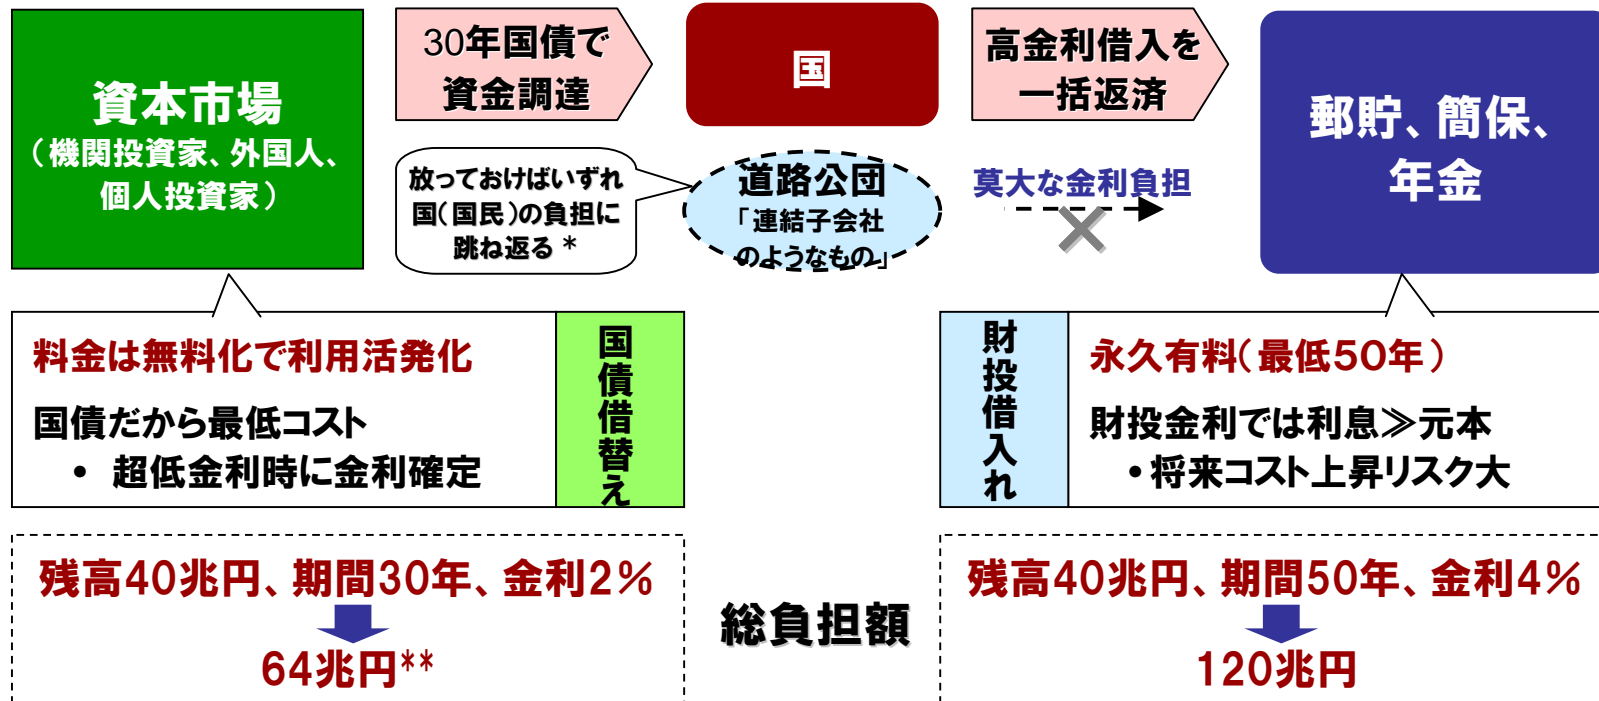 資本市場
（機関投資家、外国人、
個人投資家）
30年国債で
資金調達
国
高金利借入を
一括返済
郵貯、簡保、
年金
放っておけばいずれ
国（国民）の負担に
跳ね返る *
道路公団
「連結子会社
のようなもの」
莫大な金利負担
料金は無料化で利用活発化
国債だから最低コスト
• 超低金利時に金利確定
国債借替え
財投借入れ
永久有料（最低50年）
財投金利では利息≫元本
•将来コスト上昇リスク大
残高40兆円、期間30年、金利2%
64兆円**
総負担額
残高40兆円、期間50年、金利4%
120兆円